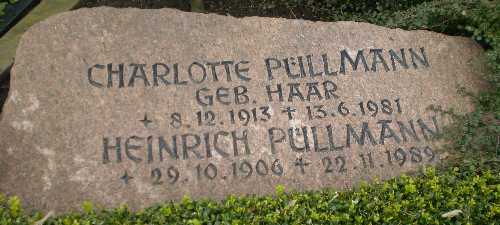 CHARLOTTE PÜLLMANN
GEB. HAAR
+ 8.12.1913 + 13.6.1981
HEINRICH PÜLLMANN
+ 29.10.1906 + 22.11.1989